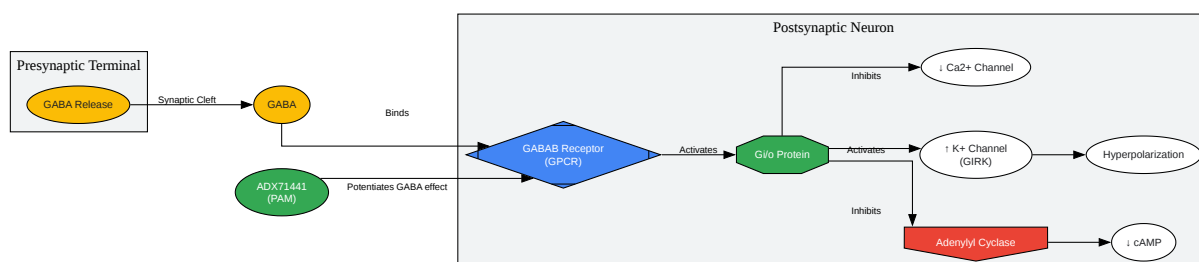 Postsynaptic Neuron
Presynaptic Terminal
GABA Release
Synaptic Cleft
GABA
Binds
ADX71441
(PAM)
Potentiates GABA effect
GABAB Receptor
(GPCR)
Activates
Gi/o Protein
Inhibits
↓ Ca2+ Channel
Activates
↑ K+ Channel
(GIRK)
Hyperpolarization
Inhibits
Adenylyl Cyclase
↓ cAMP